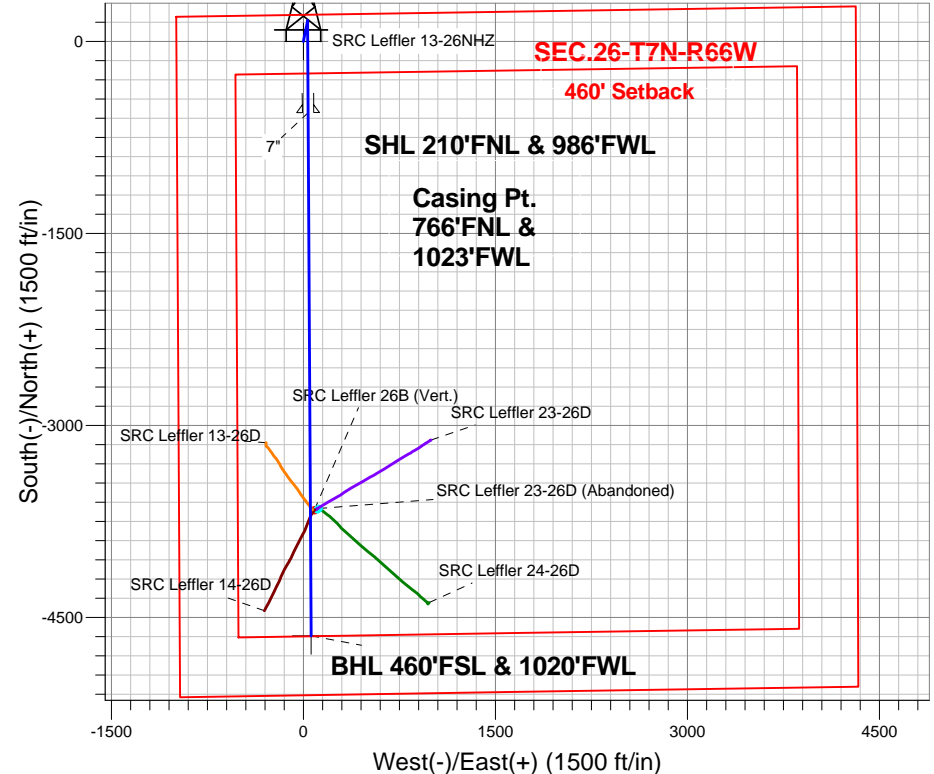 SRC Leffler 13-26NHZ
SEC.26-T7N-R66W
460' Setback
7"
SHL 210'FNL & 986'FWL
Casing Pt.
766'FNL &
1023'FWL
SRC Leffler 26B (Vert.)
SRC Leffler 23-26D
SRC Leffler 13-26D
SRC Leffler 23-26D (Abandoned)
SRC Leffler 14-26D
SRC Leffler 24-26D
BHL 460'FSL & 1020'FWL
0
-1500
-3000
-4500
South(-)/North(+) (1500 ft/in)
-1500
0
1500
3000
4500
West(-)/East(+) (1500 ft/in)